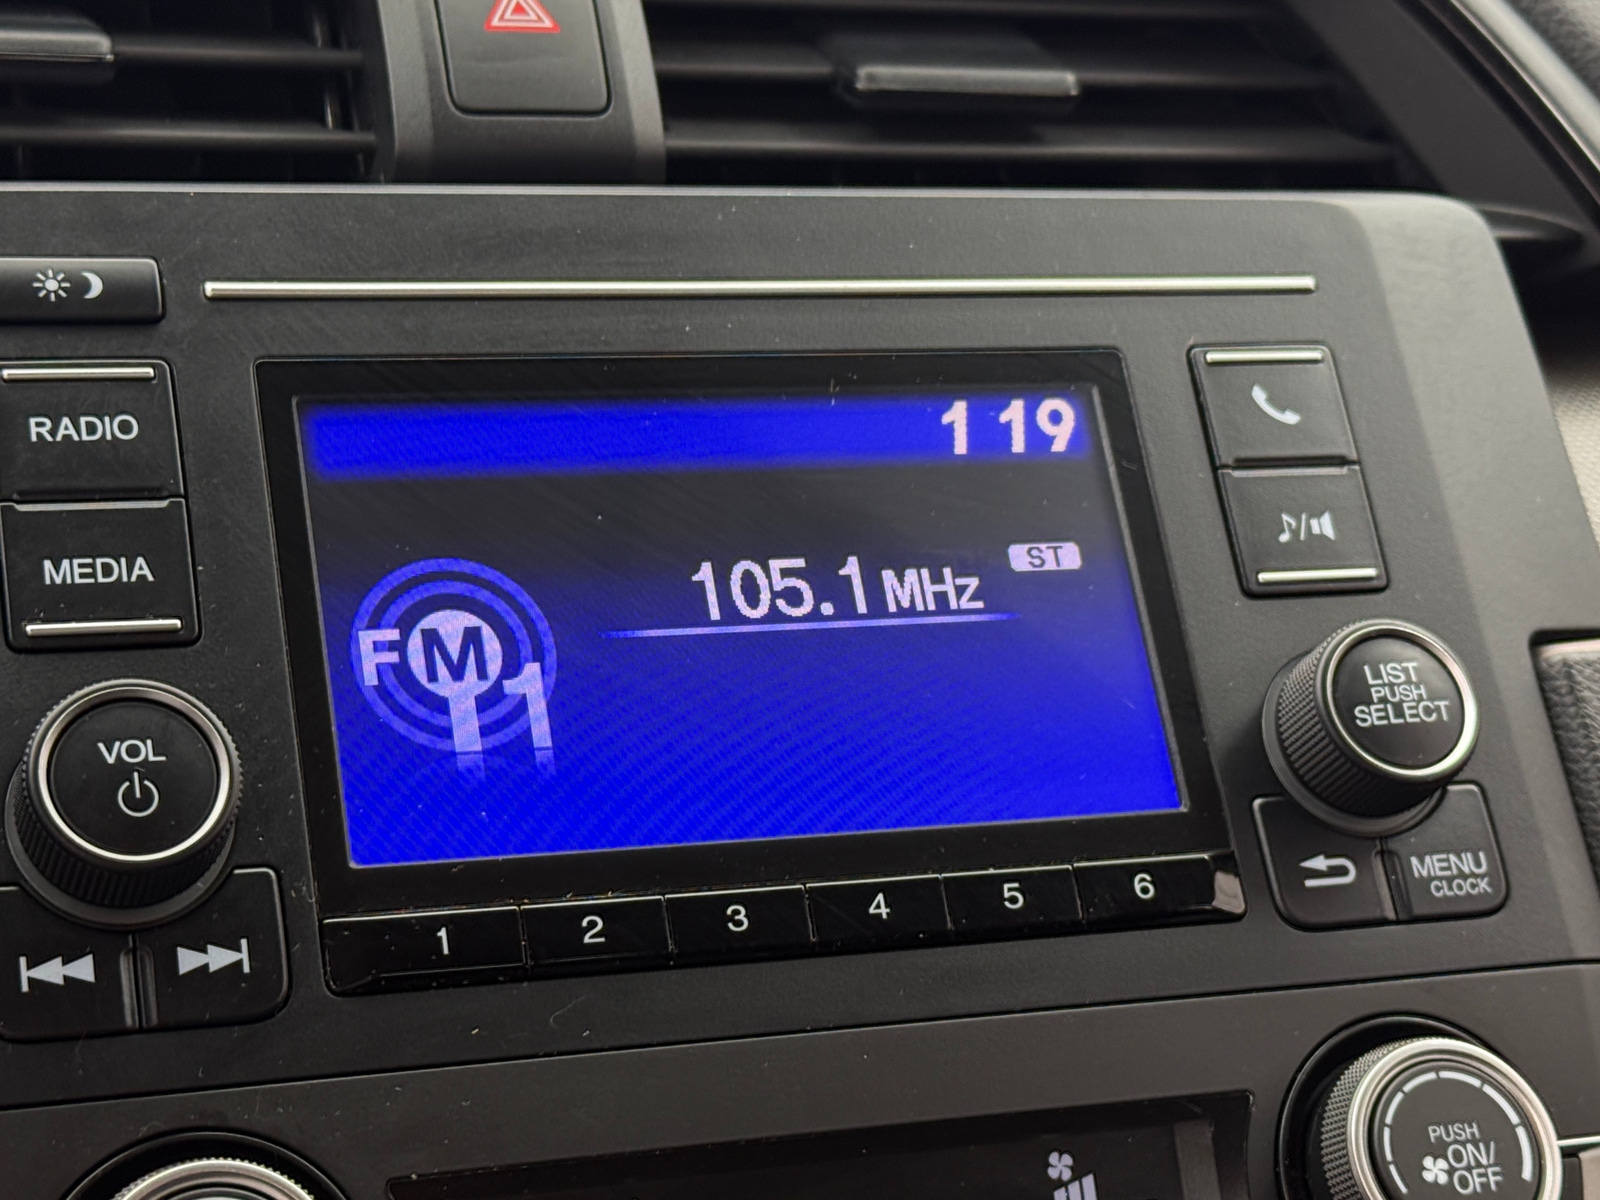 1 19
105.1 MHz
ST
FM
1
RADIO
MEDIA
VOL
LIST
PUSH
SELECT
MENU
CLOCK
1 2 3 4 5 6
PUSH
ON/
OFF